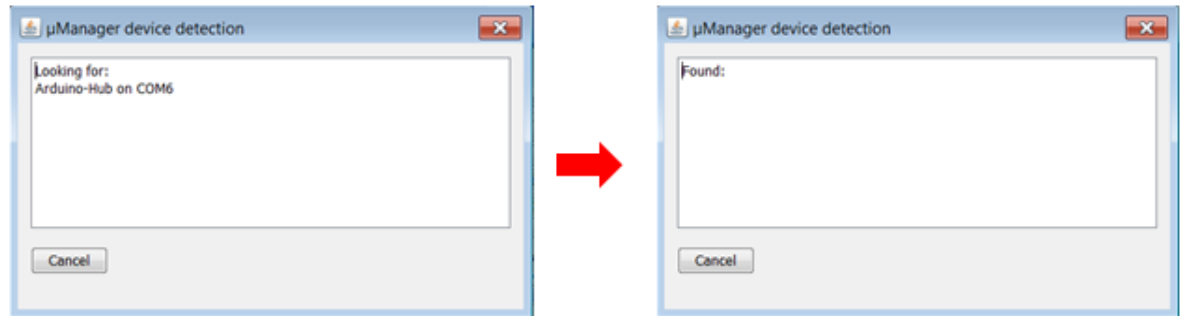 µManager device detection
Looking for:
Arduino-Hub on COM6
Cancel
µManager device detection
Found:
Cancel